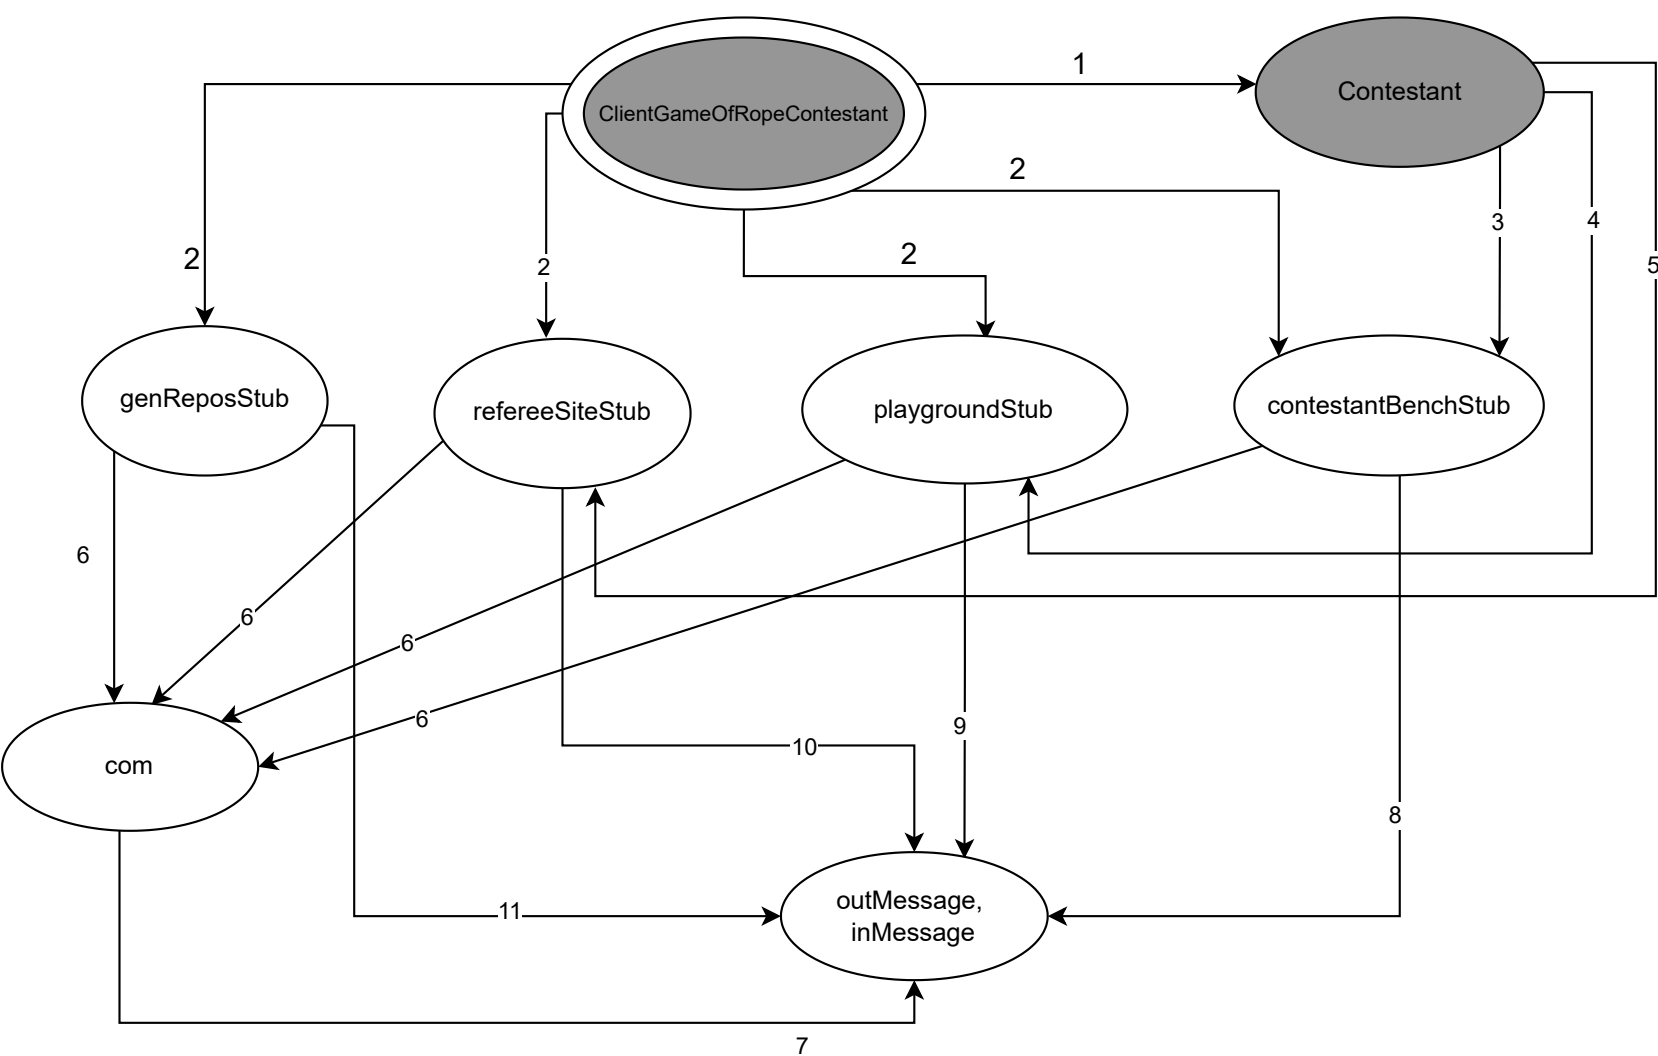 1
Contestant
ClientGameOfRopeContestant
2
3
4
2
2
2
5
genReposStub
refereeSiteStub
playgroundStub
contestantBenchStub
6
6
6
6
9
10
com
8
outMessage,
inMessage
11
7